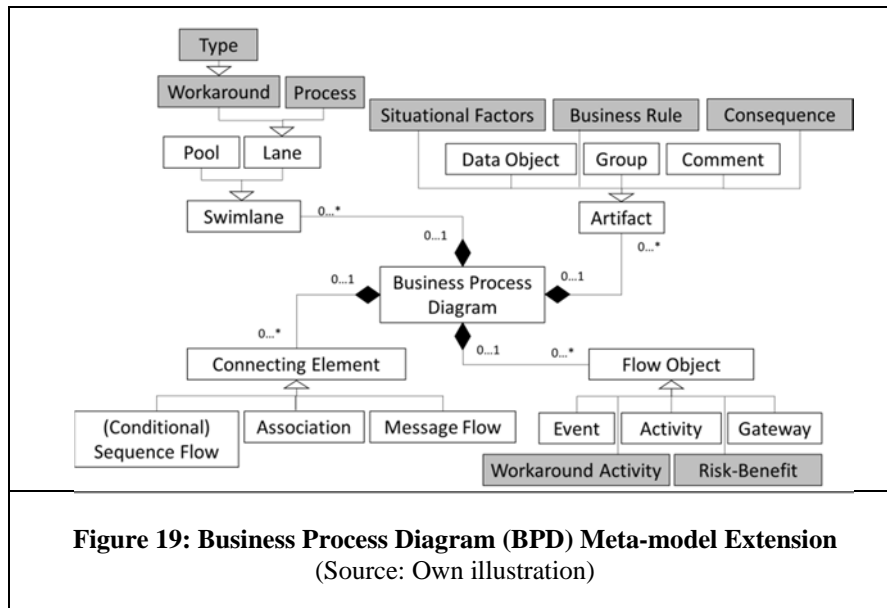 Type
Workaround
Process
Situational Factors
Business Rule
Consequence
Pool
Lane
Data Object
Group
Comment
Swimlane
0...*
Artifact
0...1
0...*
0...1
Business Process
Diagram
0...1
0...*
0...1
0...*
Connecting Element
Flow Object
(Conditional)
Sequence Flow
Association
Message Flow
Event
Activity
Gateway
Workaround Activity
Risk-Benefit
Figure 19: Business Process Diagram (BPD) Meta-model Extension
(Source: Own illustration)